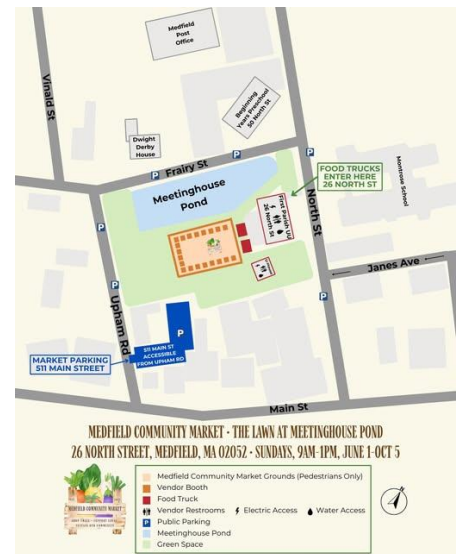 Medfield
Post
Office
Vinald St
Beginning
Years Preschool
50 North St
Dwight
Derby
House
P
Frairy St
P
P
Meetinghouse
Pond
FOOD TRUCKS
ENTER HERE
26 NORTH ST
Montrose School
First Parish UU
26 North St
North St
P
Janes Ave
P
P
Upham Rd
P
511 MAIN ST
ACCESSIBLE
FROM UPHAM RD
MARKET PARKING
511 MAIN STREET
Main St
MEDFIELD COMMUNITY MARKET • THE LAWN AT MEETINGHOUSE POND
26 NORTH STREET, MEDFIELD, MA 02052 • SUNDAYS, 9AM-1PM, JUNE 1-OCT 5
Medfield Community Market Grounds (Pedestrians Only)
Vendor Booth
Food Truck
Vendor Restrooms Electric Access Water Access
P Public Parking
Meetinghouse Pond
Green Space
MEDFIELD COMMUNITY MARKET